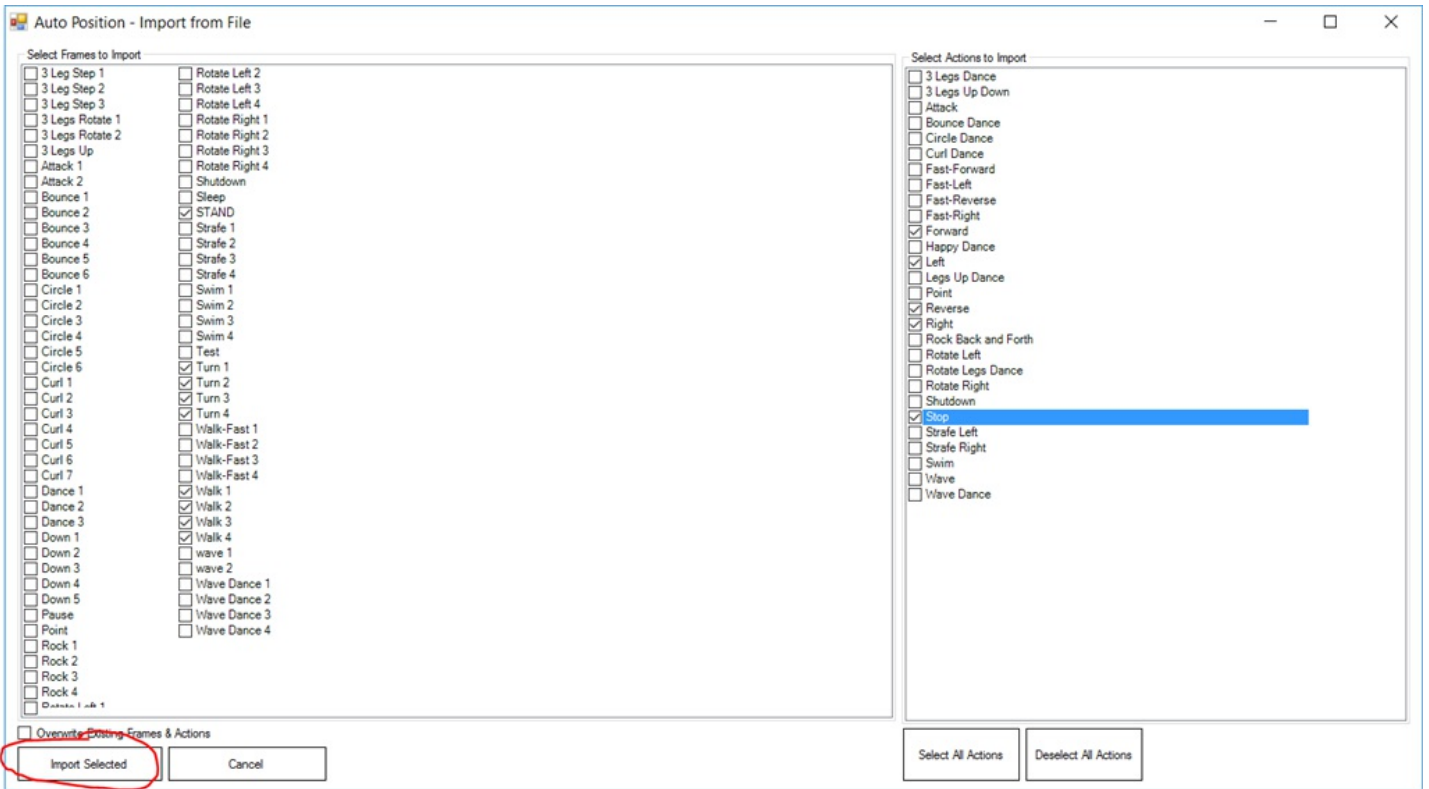 Auto Position - Import from File
Select Frames to Import
3 Leg Step 1
3 Leg Step 2
3 Leg Step 3
3 Legs Rotate 1
3 Legs Rotate 2
3 Legs Up
Attack 1
Attack 2
Bounce 1
Bounce 2
Bounce 3
Bounce 4
Bounce 5
Bounce 6
Circle 1
Circle 2
Circle 3
Circle 4
Circle 5
Circle 6
Curl 1
Curl 2
Curl 3
Curl 4
Curl 5
Curl 6
Curl 7
Dance 1
Dance 2
Dance 3
Down 1
Down 2
Down 3
Down 4
Down 5
Pause
Point
Rock 1
Rock 2
Rock 3
Rock 4
Rotate Left 1
Rotate Left 2
Rotate Left 3
Rotate Left 4
Rotate Right 1
Rotate Right 2
Rotate Right 3
Rotate Right 4
Shutdown
Sleep
STAND
Strafe 1
Strafe 2
Strafe 3
Strafe 4
Swim 1
Swim 2
Swim 3
Swim 4
Test
Turn 1
Turn 2
Turn 3
Turn 4
Walk-Fast 1
Walk-Fast 2
Walk-Fast 3
Walk-Fast 4
Walk 1
Walk 2
Walk 3
Walk 4
wave 1
wave 2
Wave Dance 1
Wave Dance 2
Wave Dance 3
Wave Dance 4
Select Actions to Import
3 Legs Dance
3 Legs Up Down
Attack
Bounce Dance
Circle Dance
Curl Dance
Fast-Forward
Fast-Left
Fast-Reverse
Fast-Right
Forward
Happy Dance
Left
Legs Up Dance
Point
Reverse
Right
Rock Back and Forth
Rotate Left
Rotate Legs Dance
Rotate Right
Shutdown
Stop
Strafe Left
Strafe Right
Swim
Wave
Wave Dance
Overwrite Existing Frames & Actions
Import Selected
Cancel
Select All Actions
Deselect All Actions